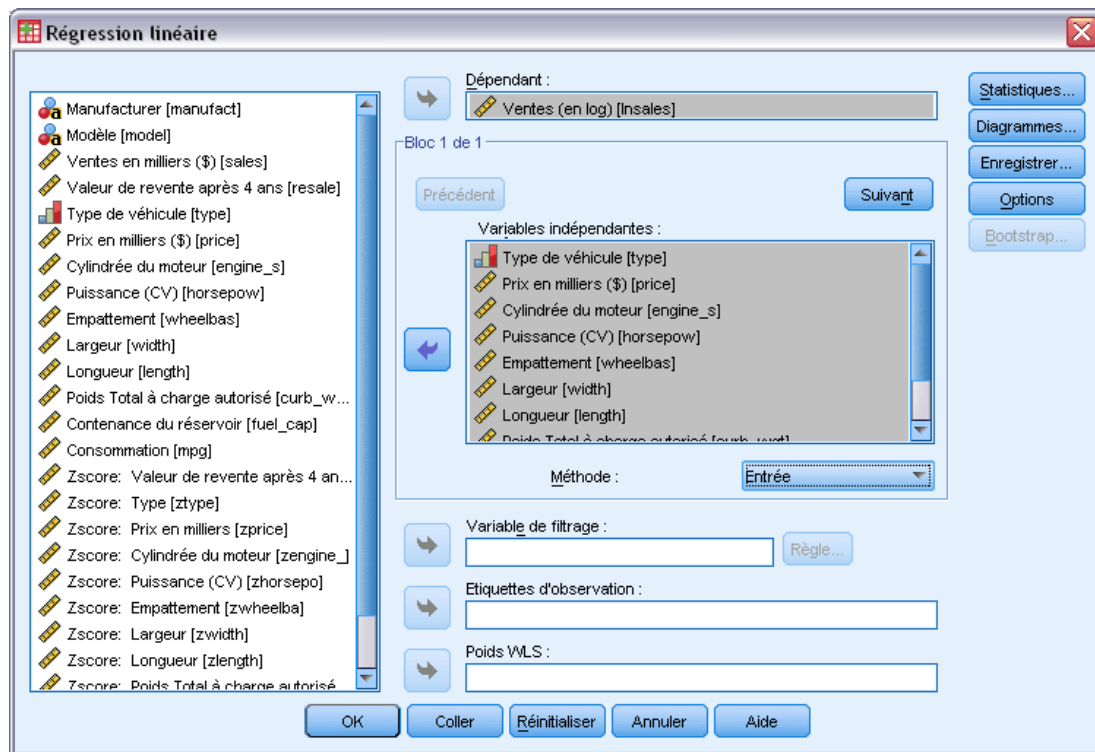 Régression linéaire
Manufacturer [manufact]
Modèle [model]
Ventes en milliers ($) [sales]
Valeur de revente après 4 ans [resale]
Type de véhicule [type]
Prix en milliers ($) [price]
Cylindrée du moteur [engine_s]
Puissance (CV) [horsepow]
Empattement [wheelbas]
Largeur [width]
Longueur [length]
Poids Total à charge autorisé [curb_w...
Contenance du réservoir [fuel_cap]
Consommation [mpg]
Zscore: Valeur de revente après 4 an...
Zscore: Type [ztype]
Zscore: Prix en milliers [zprice]
Zscore: Cylindrée du moteur [zengine_]
Zscore: Puissance (CV) [zhorsepo]
Zscore: Empattement [zwheelba]
Zscore: Largeur [zwidth]
Zscore: Longueur [zlength]
Zscore: Poids Total à charge autorisé
Dépendant :
Ventes (en log) [lnsales]
Bloc 1 de 1
Précédent
Suivant
Variables indépendantes :
Type de véhicule [type]
Prix en milliers ($) [price]
Cylindrée du moteur [engine_s]
Puissance (CV) [horsepow]
Empattement [wheelbas]
Largeur [width]
Longueur [length]
Poids Total à charge autorisé [curb_wgt]
Méthode :
Entrée
Variable de filtrage :
Règle...
Etiquettes d'observation :
Poids WLS :
Statistiques...
Diagrammes...
Enregistrer...
Options
Bootstrap...
OK
Coller
Réinitialiser
Annuler
Aide